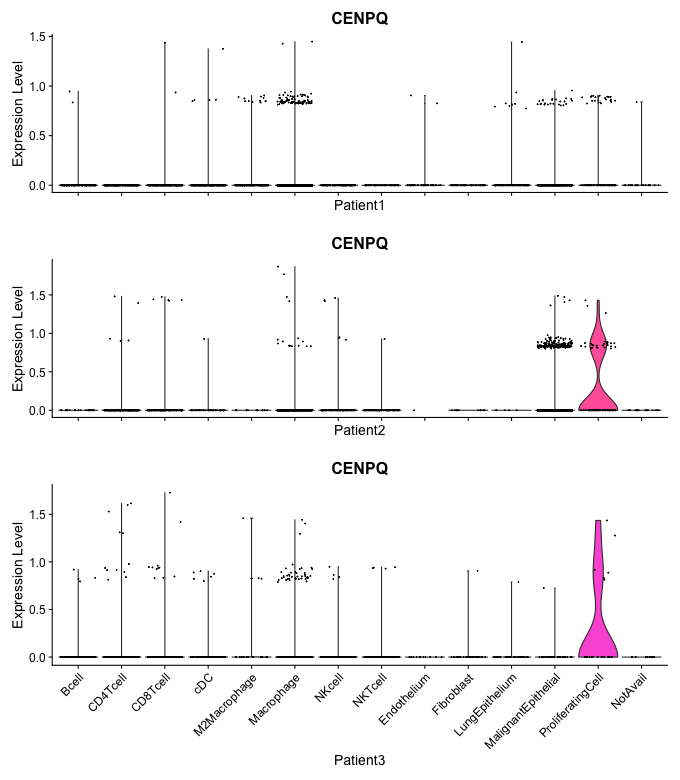 CENPQ
Expression Level
1.5
1.0
0.5
0.0
Patient1
CENPQ
Expression Level
1.5
1.0
0.5
0.0
Patient2
CENPQ
Expression Level
1.5
1.0
0.5
0.0
Bcell
CD4Tcell
CD8Tcell
cDC
M2Macrophage
Macrophage
NKcell
NKTcell
Endothelium
Fibroblast
LungEpithelium
MalignantEpithelial
ProliferatingCell
NotAvail
Patient3